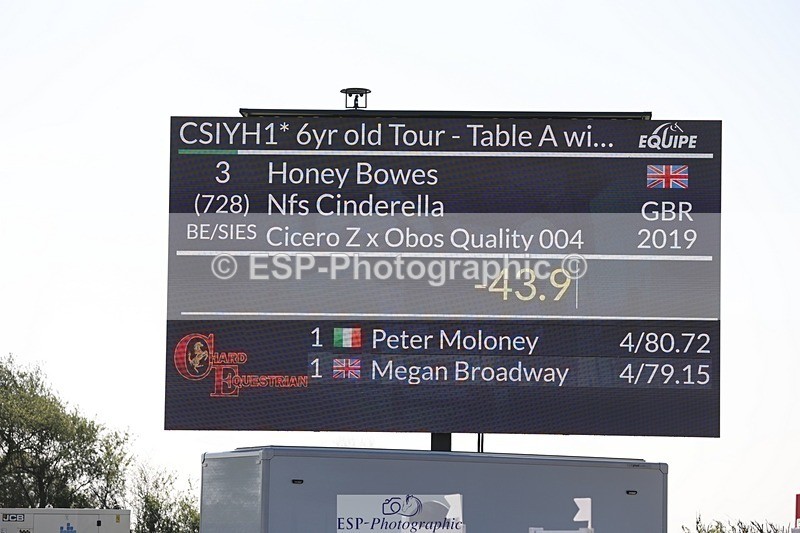 CSIYH1* 6yr old Tour - Table A wi... EQUIPE
3 Honey Bowes
(728) Nfs Cinderella GBR
BE/SIES Cicero Z x Obos Quality 004 2019
© ESP-Photographic ©
-43.9
1 Peter Moloney 4/80.72
1 Megan Broadway 4/79.15
CHARD
EQUESTRIAN
ESP-Photographic
JCB